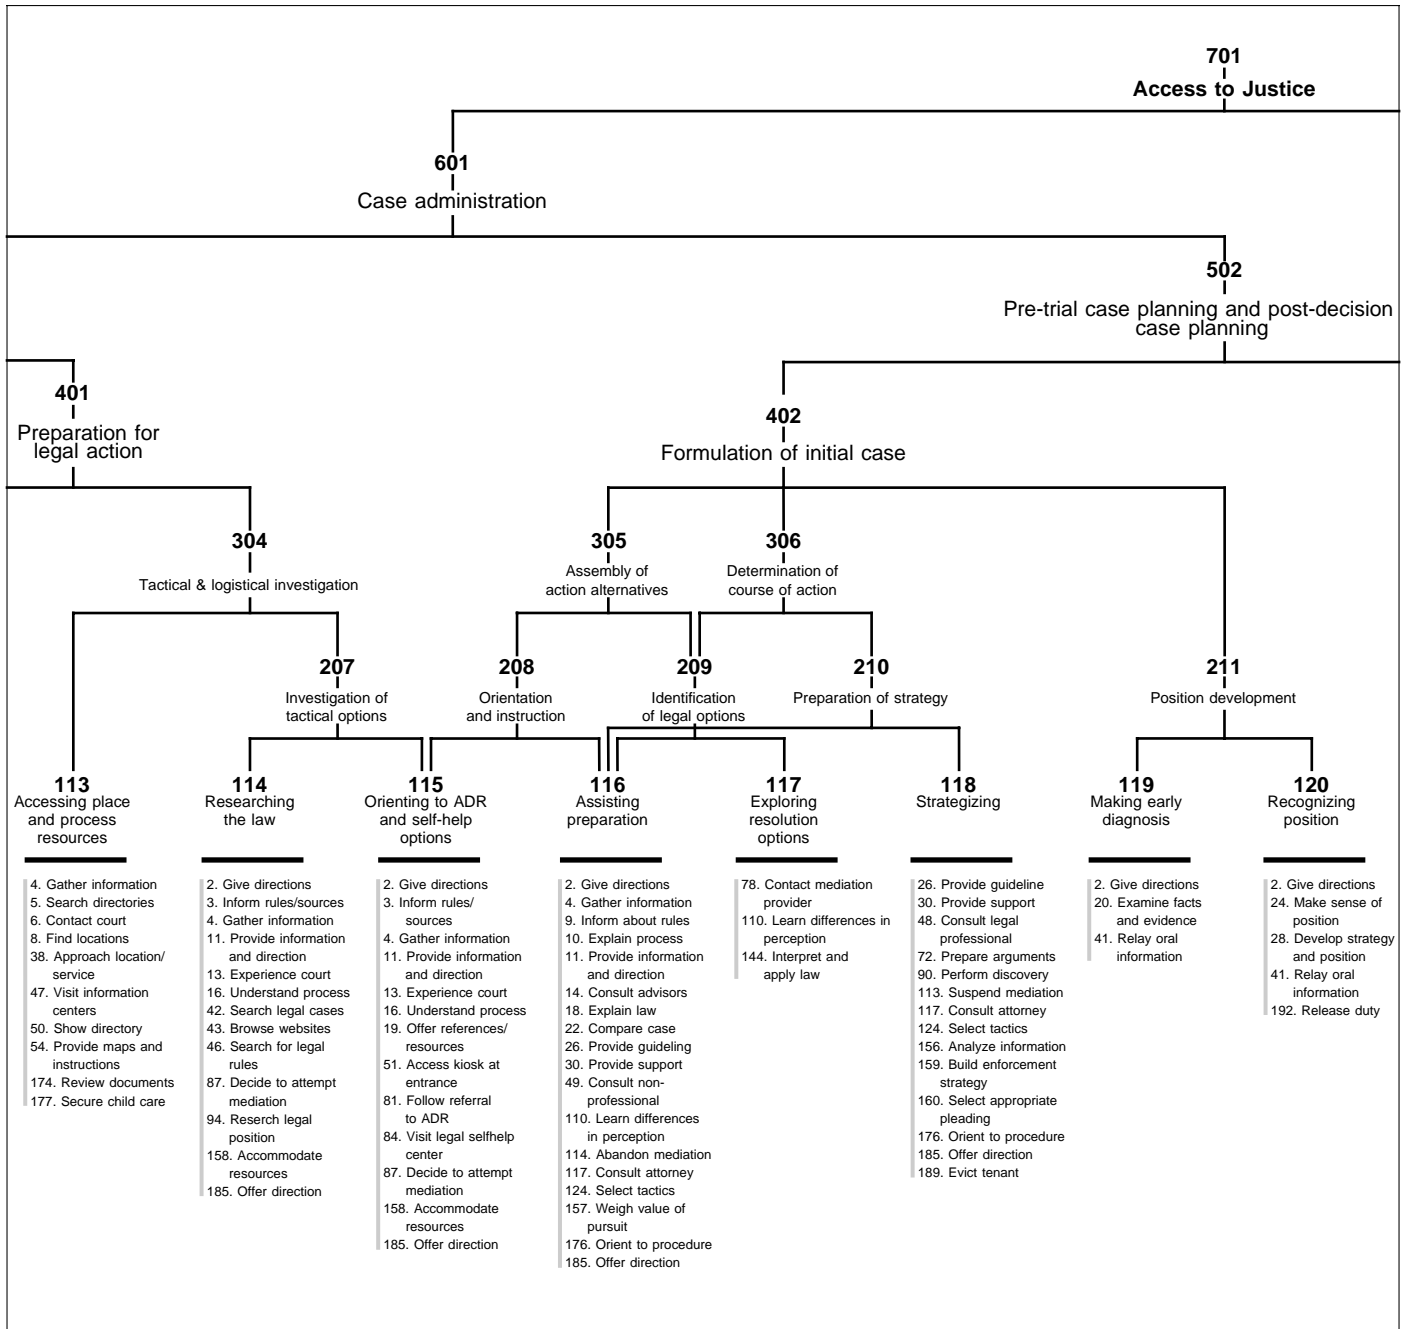 701
Access to Justice
601
Case administration
502
Pre-trial case planning and post-decision
case planning
401
Preparation for
legal action
402
Formulation of initial case
304
Tactical & logistical investigation
305
Assembly of
action alternatives
306
Determination of
course of action
207
Investigation of
tactical options
208
Orientation
and instruction
209
Identification
of legal options
210
Preparation of strategy
211
Position development
113
Accessing place
and process
resources
4. Gather information
5. Search directories
6. Contact court
8. Find locations
38. Approach location/
service
47. Visit information
centers
50. Show directory
54. Provide maps and
instructions
174. Review documents
177. Secure child care
114
Researching
the law
2. Give directions
3. Inform rules/sources
4. Gather information
11. Provide information
and direction
13. Experience court
16. Understand process
42. Search legal cases
43. Browse websites
46. Search for legal
rules
87. Decide to attempt
mediation
94. Reserch legal
position
158. Accommodate
resources
185. Offer direction
115
Orienting to ADR
and self-help
options
2. Give directions
3. Inform rules/
sources
4. Gather information
11. Provide information
and direction
13. Experience court
16. Understand process
19. Offer references/
resources
51. Access kiosk at
entrance
81. Follow referral
to ADR
84. Visit legal selfhelp
center
87. Decide to attempt
mediation
158. Accommodate
resources
185. Offer direction
116
Assisting
preparation
2. Give directions
4. Gather information
9. Inform about rules
10. Explain process
11. Provide information
and direction
14. Consult advisors
18. Explain law
22. Compare case
26. Provide guideling
30. Provide support
49. Consult non-
professional
110. Learn differences
in perception
114. Abandon mediation
117. Consult attorney
124. Select tactics
157. Weigh value of
pursuit
176. Orient to procedure
185. Offer direction
117
Exploring
resolution
options
78. Contact mediation
provider
110. Learn differences in
perception
144. Interpret and
apply law
118
Strategizing
26. Provide guideline
30. Provide support
48. Consult legal
professional
72. Prepare arguments
90. Perform discovery
113. Suspend mediation
117. Consult attorney
124. Select tactics
156. Analyze information
159. Build enforcement
strategy
160. Select appropriate
pleading
176. Orient to procedure
185. Offer direction
189. Evict tenant
119
Making early
diagnosis
2. Give directions
20. Examine facts
and evidence
41. Relay oral
information
120
Recognizing
position
2. Give directions
24. Make sense of
position
28. Develop strategy
and position
41. Relay oral
information
192. Release duty